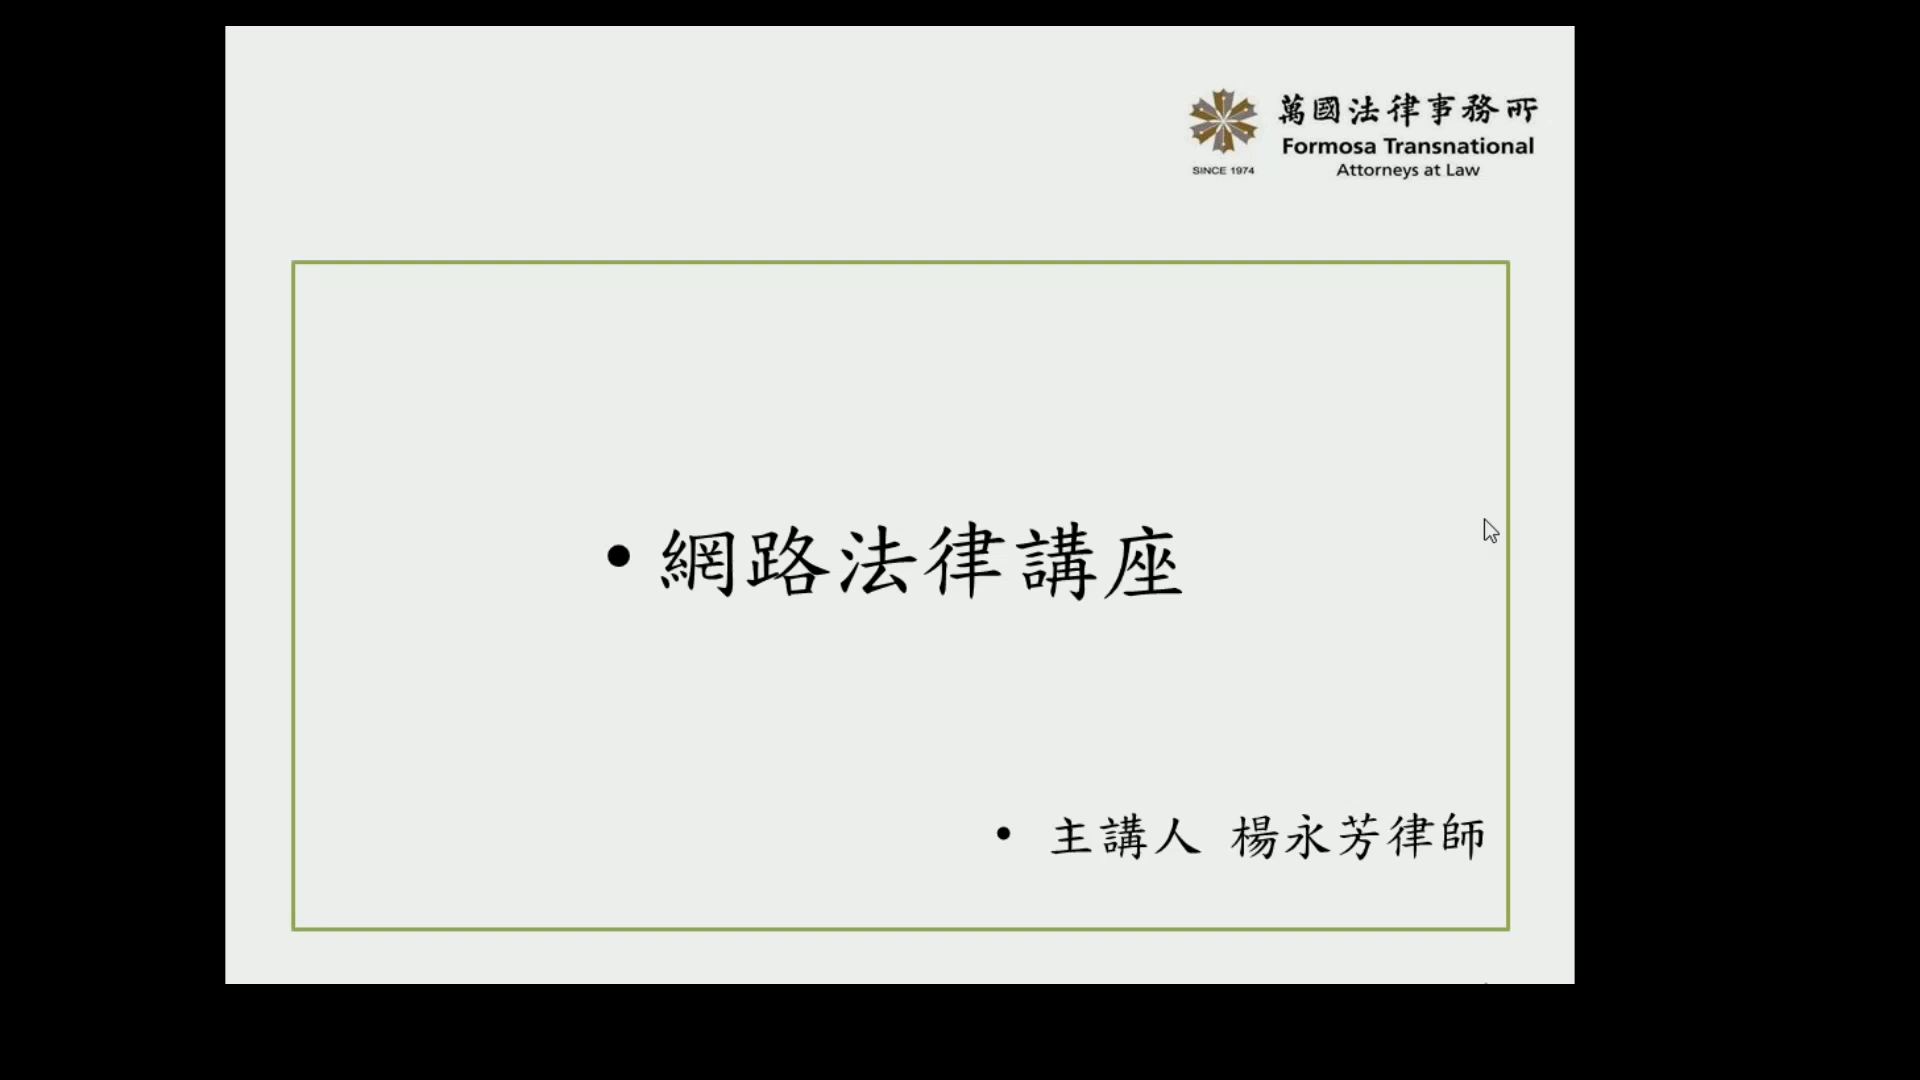 萬國法律事務所
Formosa Transnational
Attorneys at Law
SINCE 1974
• 網路法律講座
• 主講人 楊永芳律師